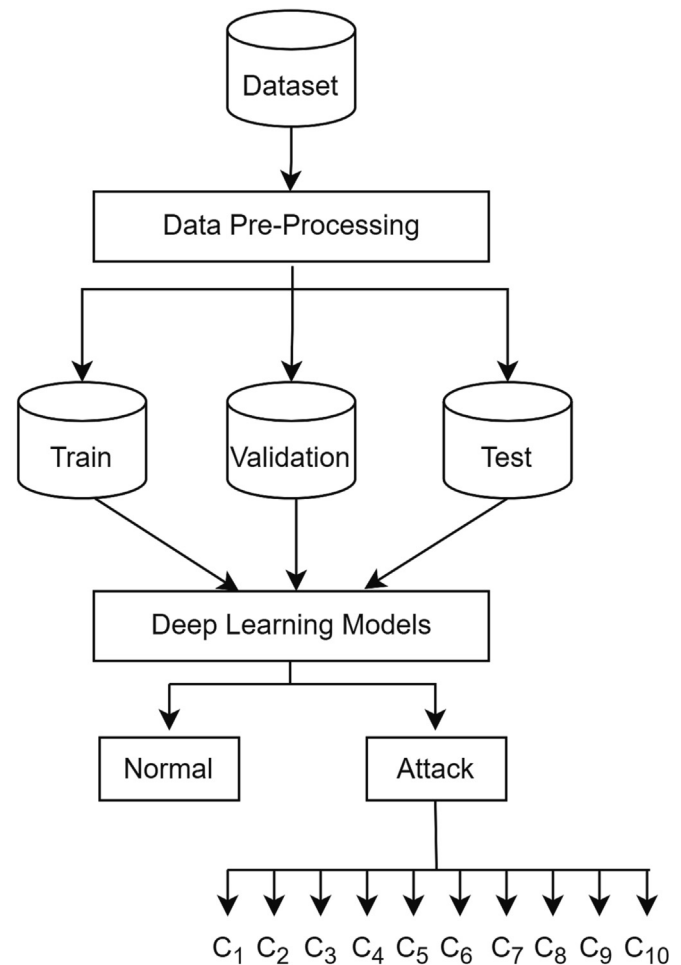 Dataset
Data Pre-Processing
Train Validation Test
Deep Learning Models
Normal Attack
C1 C2 C3 C4 C5 C6 C7 C8 C9 C10